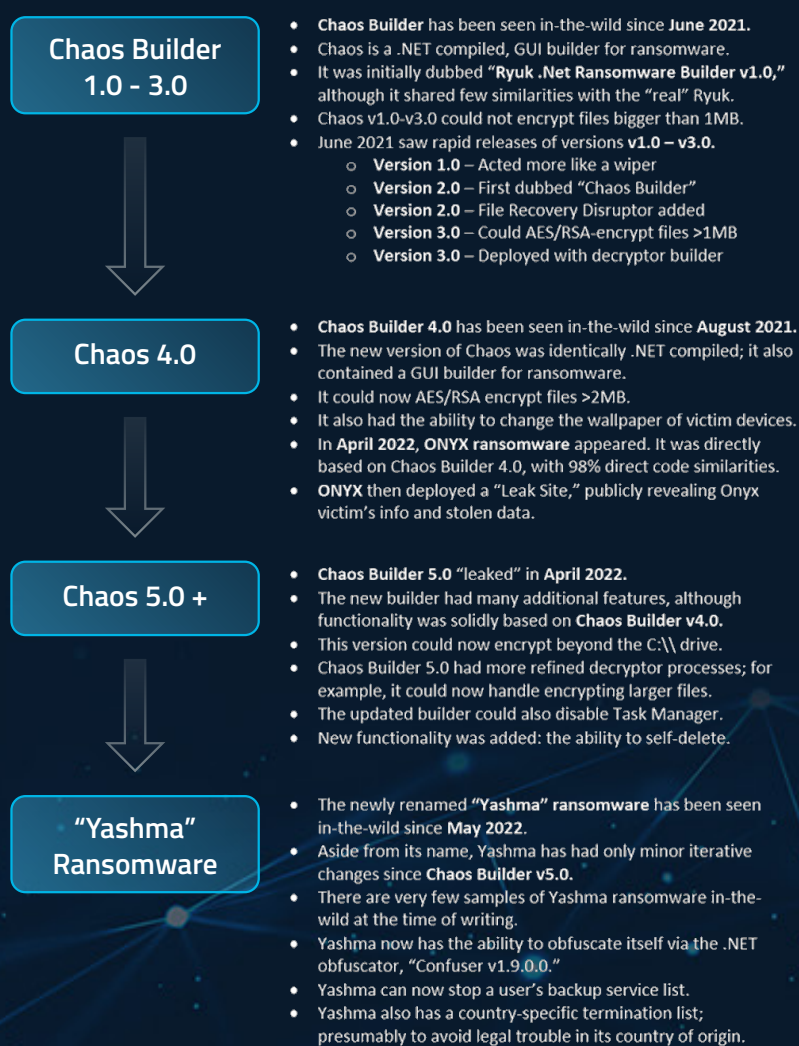 Chaos Builder
1.0 - 3.0
• Chaos Builder has been seen in-the-wild since June 2021.
• Chaos is a .NET compiled, GUI builder for ransomware.
• It was initially dubbed “Ryuk .Net Ransomware Builder v1.0,”
although it shared few similarities with the “real” Ryuk.
• Chaos v1.0-v3.0 could not encrypt files bigger than 1MB.
• June 2021 saw rapid releases of versions v1.0 – v3.0.
o Version 1.0 – Acted more like a wiper
o Version 2.0 – First dubbed “Chaos Builder”
o Version 2.0 – File Recovery Disruptor added
o Version 3.0 – Could AES/RSA-encrypt files >1MB
o Version 3.0 – Deployed with decryptor builder
Chaos 4.0
• Chaos Builder 4.0 has been seen in-the-wild since August 2021.
• The new version of Chaos was identically .NET compiled; it also
contained a GUI builder for ransomware.
• It could now AES/RSA encrypt files >2MB.
• It also had the ability to change the wallpaper of victim devices.
• In April 2022, ONYX ransomware appeared. It was directly
based on Chaos Builder 4.0, with 98% direct code similarities.
• ONYX then deployed a “Leak Site,” publicly revealing Onyx
victim’s info and stolen data.
Chaos 5.0 +
• Chaos Builder 5.0 “leaked” in April 2022.
• The new builder had many additional features, although
functionality was solidly based on Chaos Builder v4.0.
• This version could now encrypt beyond the C:\\ drive.
• Chaos Builder 5.0 had more refined decryptor processes; for
example, it could now handle encrypting larger files.
• The updated builder could also disable Task Manager.
• New functionality was added: the ability to self-delete.
“Yashma”
Ransomware
• The newly renamed “Yashma” ransomware has been seen
in-the-wild since May 2022.
• Aside from its name, Yashma has had only minor iterative
changes since Chaos Builder v5.0.
• There are very few samples of Yashma ransomware in-the-
wild at the time of writing.
• Yashma now has the ability to obfuscate itself via the .NET
obfuscator, “Confuser v1.9.0.0.”
• Yashma can now stop a user’s backup service list.
• Yashma also has a country-specific termination list;
presumably to avoid legal trouble in its country of origin.